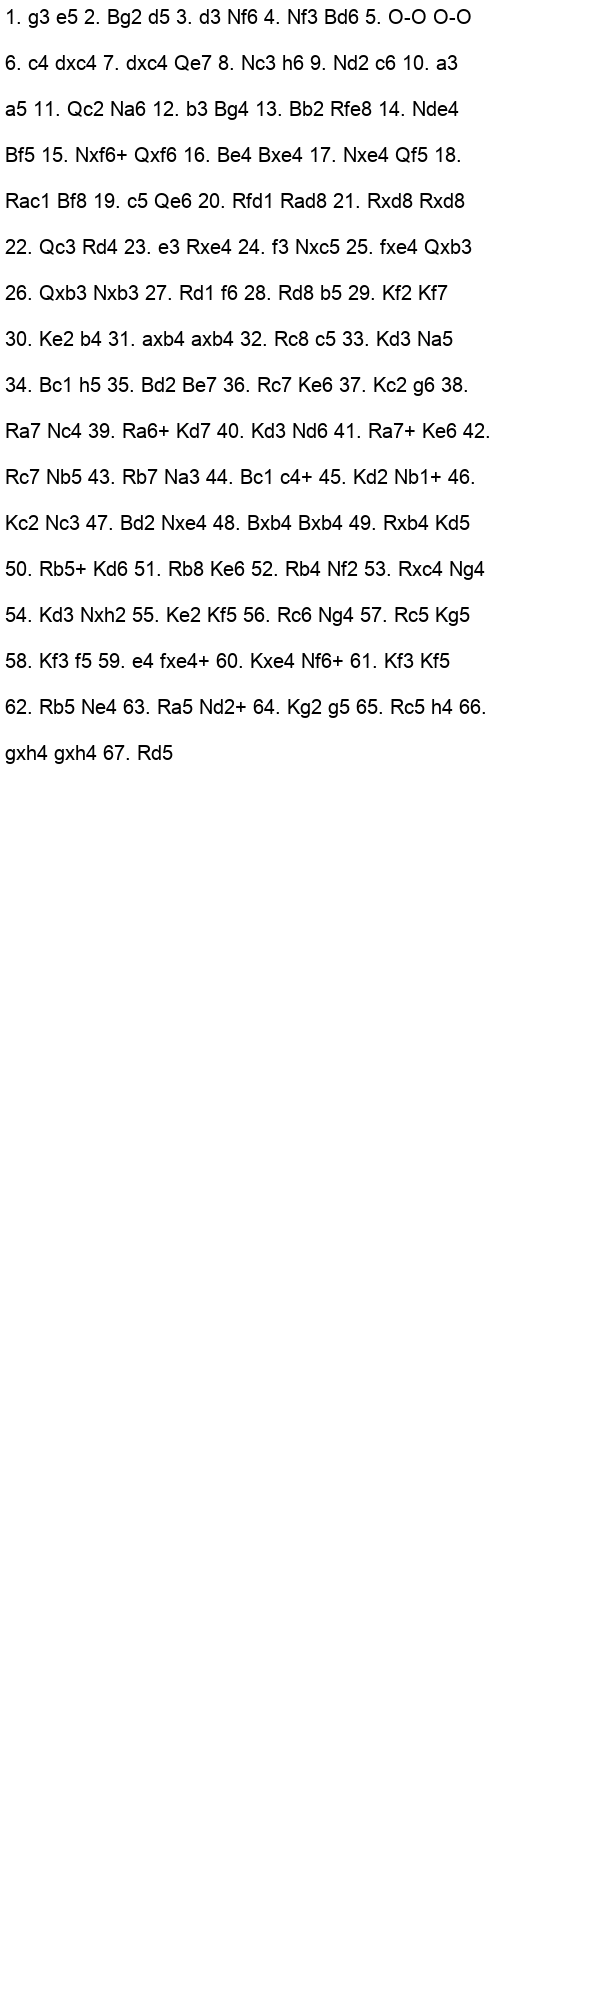 1. g3 e5 2. Bg2 d5 3. d3 Nf6 4. Nf3 Bd6 5. O-O O-O
6. c4 dxc4 7. dxc4 Qe7 8. Nc3 h6 9. Nd2 c6 10. a3
a5 11. Qc2 Na6 12. b3 Bg4 13. Bb2 Rfe8 14. Nde4
Bf5 15. Nxf6+ Qxf6 16. Be4 Bxe4 17. Nxe4 Qf5 18.
Rac1 Bf8 19. c5 Qe6 20. Rfd1 Rad8 21. Rxd8 Rxd8
22. Qc3 Rd4 23. e3 Rxe4 24. f3 Nxc5 25. fxe4 Qxb3
26. Qxb3 Nxb3 27. Rd1 f6 28. Rd8 b5 29. Kf2 Kf7
30. Ke2 b4 31. axb4 axb4 32. Rc8 c5 33. Kd3 Na5
34. Bc1 h5 35. Bd2 Be7 36. Rc7 Ke6 37. Kc2 g6 38.
Ra7 Nc4 39. Ra6+ Kd7 40. Kd3 Nd6 41. Ra7+ Ke6 42.
Rc7 Nb5 43. Rb7 Na3 44. Bc1 c4+ 45. Kd2 Nb1+ 46.
Kc2 Nc3 47. Bd2 Nxe4 48. Bxb4 Bxb4 49. Rxb4 Kd5
50. Rb5+ Kd6 51. Rb8 Ke6 52. Rb4 Nf2 53. Rxc4 Ng4
54. Kd3 Nxh2 55. Ke2 Kf5 56. Rc6 Ng4 57. Rc5 Kg5
58. Kf3 f5 59. e4 fxe4+ 60. Kxe4 Nf6+ 61. Kf3 Kf5
62. Rb5 Ne4 63. Ra5 Nd2+ 64. Kg2 g5 65. Rc5 h4 66.
gxh4 gxh4 67. Rd5